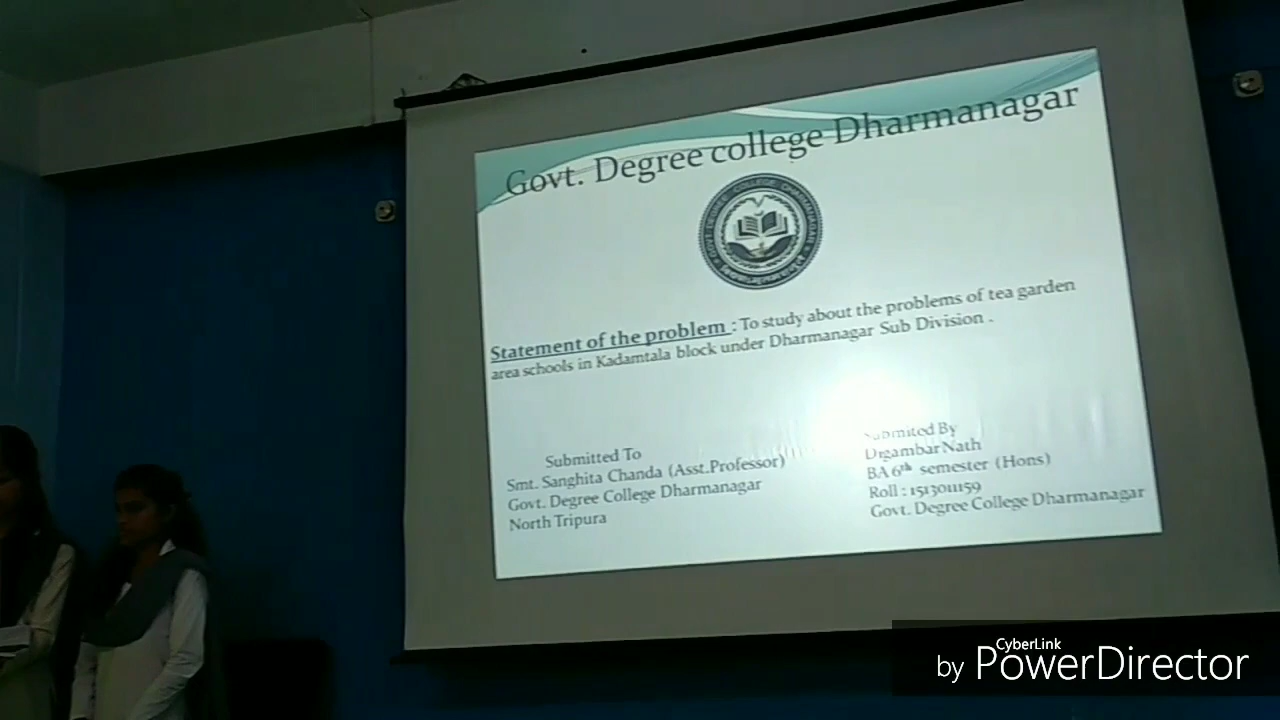 Govt. Degree college Dharmanagar
Statement of the problem : To study about the problems of tea garden
area schools in Kadamtala block under Dharmanagar Sub Division .
Submitted To
Smt. Sanghita Chanda (Asst.Professor)
Govt. Degree College Dharmanagar
North Tripura
Submited By
Digambar Nath
BA 6th semester (Hons)
Roll : 1513011159
Govt. Degree College Dharmanagar
CyberLink
by PowerDirector